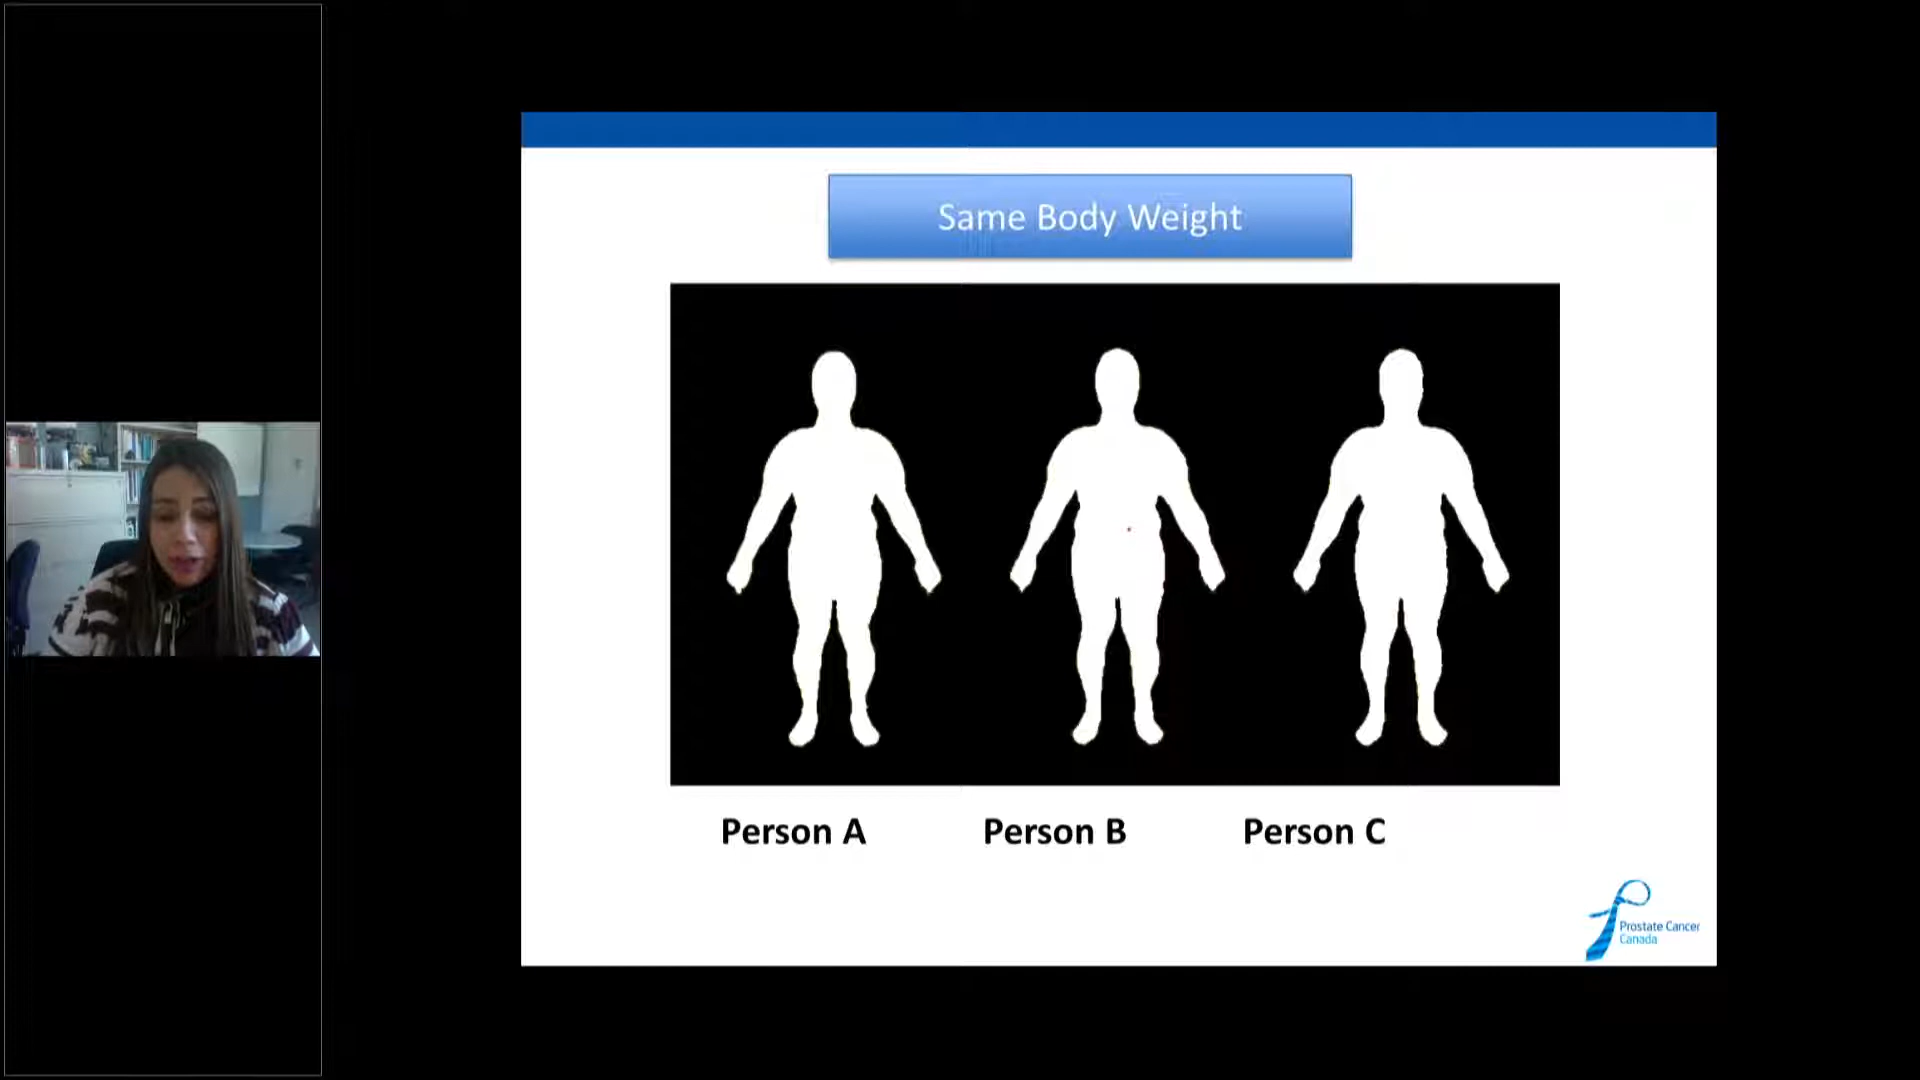 Same Body Weight
Person A
Person B
Person C
Prostate Cancer
Canada